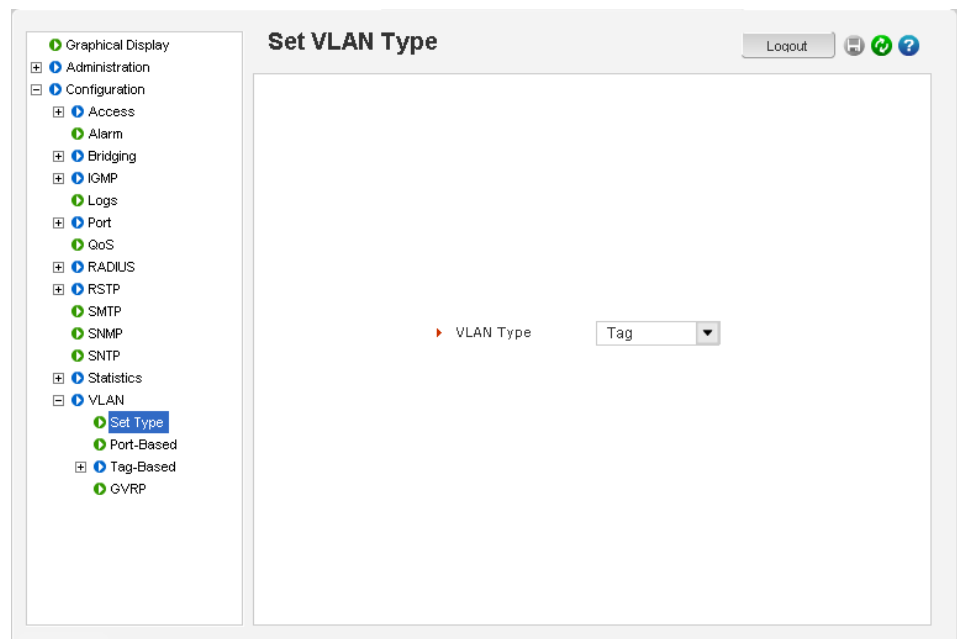 Set VLAN Type
Logout
?
Graphical Display
Administration
Configuration
Access
Alarm
Bridging
IGMP
Logs
Port
QoS
RADIUS
RSTP
SMTP
SNMP
SNTP
Statistics
VLAN
Set Type
Port-Based
Tag-Based
GVRP
VLAN Type
Tag